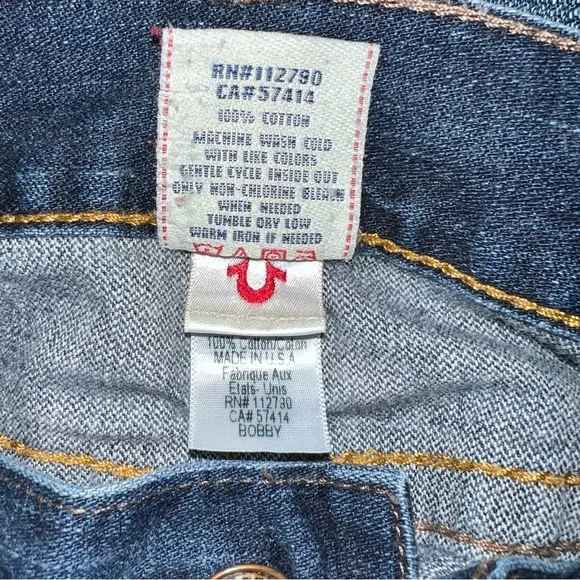 RN#112790
CA#57414
100% COTTON
MACHINE WASH COLD
WITH LIKE COLORS
GENTLE CYCLE INSIDE OUT
ONLY NON-CHLORINE BLEACH
WHEN NEEDED
TUMBLE DRY LOW
WARM IRON IF NEEDED
100% Cotton/Coton
MADE IN U.S.A
Fabrique Aux
Etats-Unis
RN# 112790
CA# 57414
BOBBY